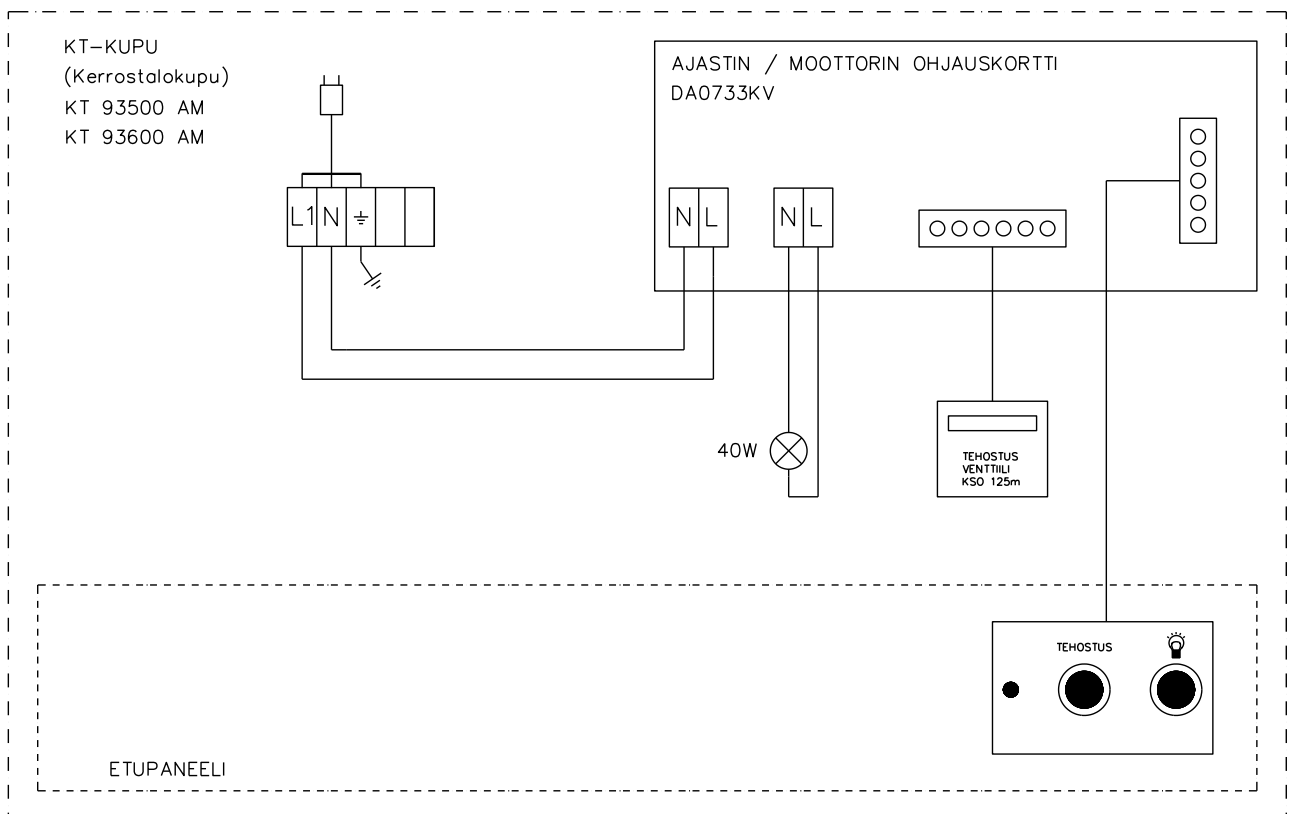 KT-KUPU
(Kerrostalokupu)
KT 93500 AM
KT 93600 AM
AJASTIN / MOOTTORIN OHJAUSKORTTI
DA0733KV
L1 N
N L
N L
40W
TEHOSTUS
VENTTIILI
KSO 125m
TEHOSTUS
ETUPANEELI